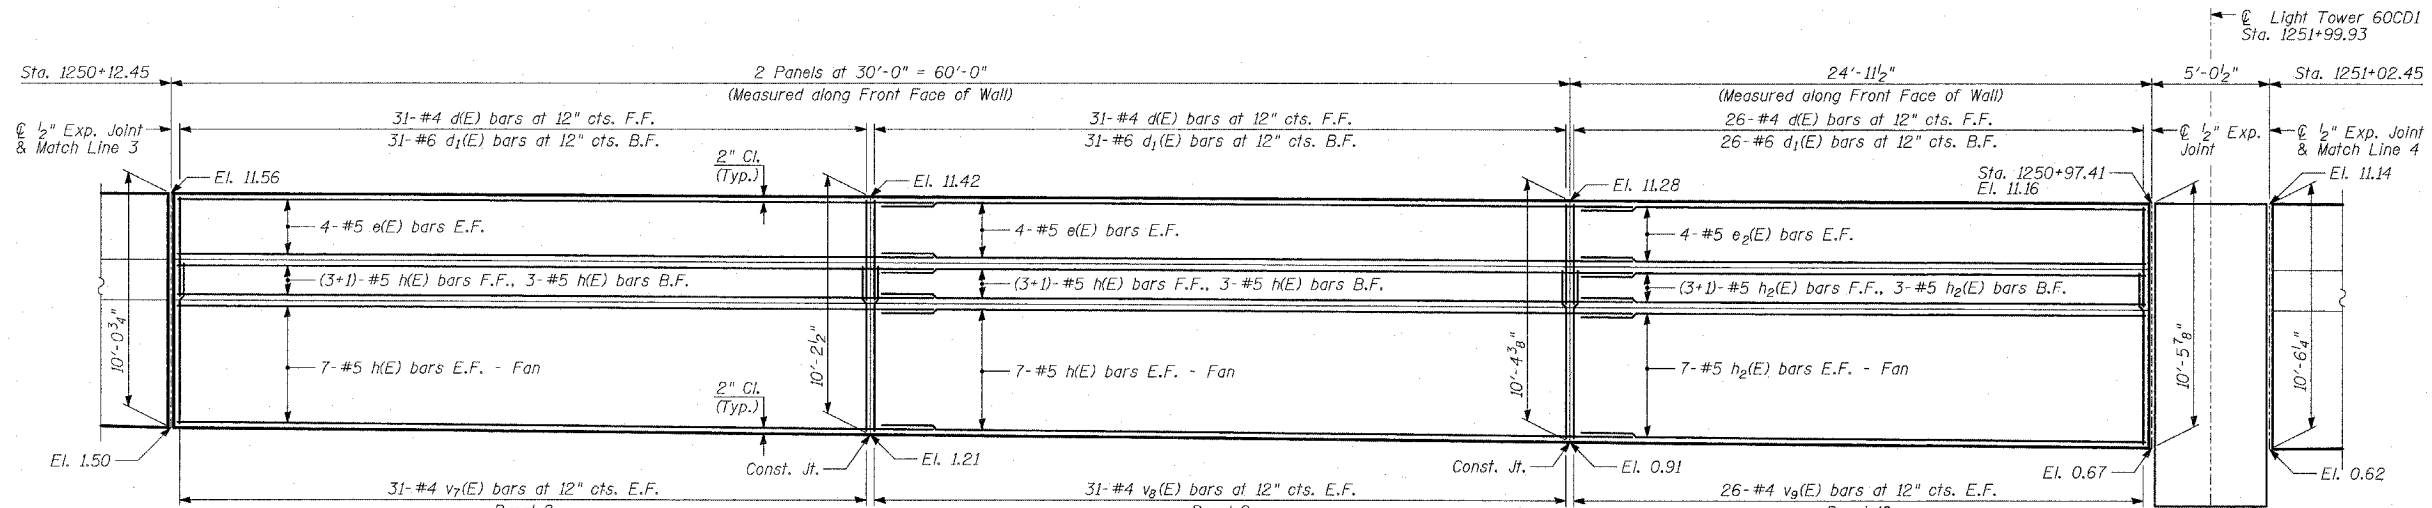 ℄ Light Tower 60CD1
Sta. 1251+99.93
Sta. 1250+12.45
2 Panels at 30'-0" = 60'-0"
(Measured along Front Face of Wall)
24'-11½"
(Measured along Front Face of Wall)
5'-0½"
Sta. 1251+02.45
℄ ½" Exp. Joint
& Match Line 3
31-#4 d(E) bars at 12" cts. F.F.
31-#6 d₁(E) bars at 12" cts. B.F.
31-#4 d(E) bars at 12" cts. F.F.
31-#6 d₁(E) bars at 12" cts. B.F.
26-#4 d(E) bars at 12" cts. F.F.
26-#6 d₁(E) bars at 12" cts. B.F.
℄ ½" Exp.
Joint
℄ ½" Exp. Joint
& Match Line 4
El. 11.56
2" Cl.
(Typ.)
El. 11.42
El. 11.28
Sta. 1250+97.41
El. 11.16
El. 11.14
4-#5 e(E) bars E.F.
4-#5 e(E) bars E.F.
4-#5 e₂(E) bars E.F.
(3+1)-#5 h(E) bars F.F., 3-#5 h(E) bars B.F.
(3+1)-#5 h(E) bars F.F., 3-#5 h(E) bars B.F.
(3+1)-#5 h₂(E) bars F.F., 3-#5 h₂(E) bars B.F.
10'-0¾"
10'-2½"
10'-4⅜"
10'-5⅞"
10'-6¼"
7-#5 h(E) bars E.F. - Fan
7-#5 h(E) bars E.F. - Fan
7-#5 h₂(E) bars E.F. - Fan
2" Cl.
(Typ.)
El. 1.50
Const. Jt.
El. 1.21
Const. Jt.
El. 0.91
El. 0.67
El. 0.62
31-#4 v₇(E) bars at 12" cts. E.F.
31-#4 v₈(E) bars at 12" cts. E.F.
26-#4 v₉(E) bars at 12" cts. E.F.